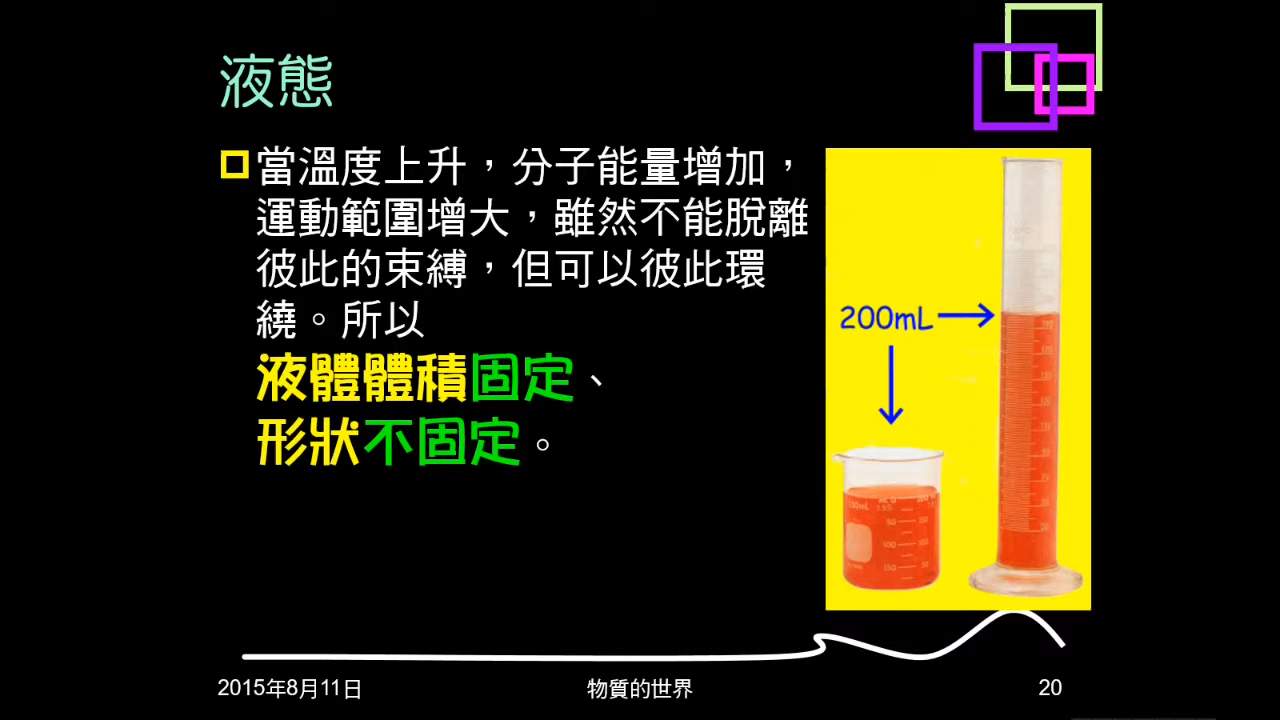 液態
當溫度上升，分子能量增加，
運動範圍增大，雖然不能脫離
彼此的束縛，但可以彼此環
繞。所以
液體體積固定、
形狀不固定。
200mL
2015年8月11日
物質的世界
20